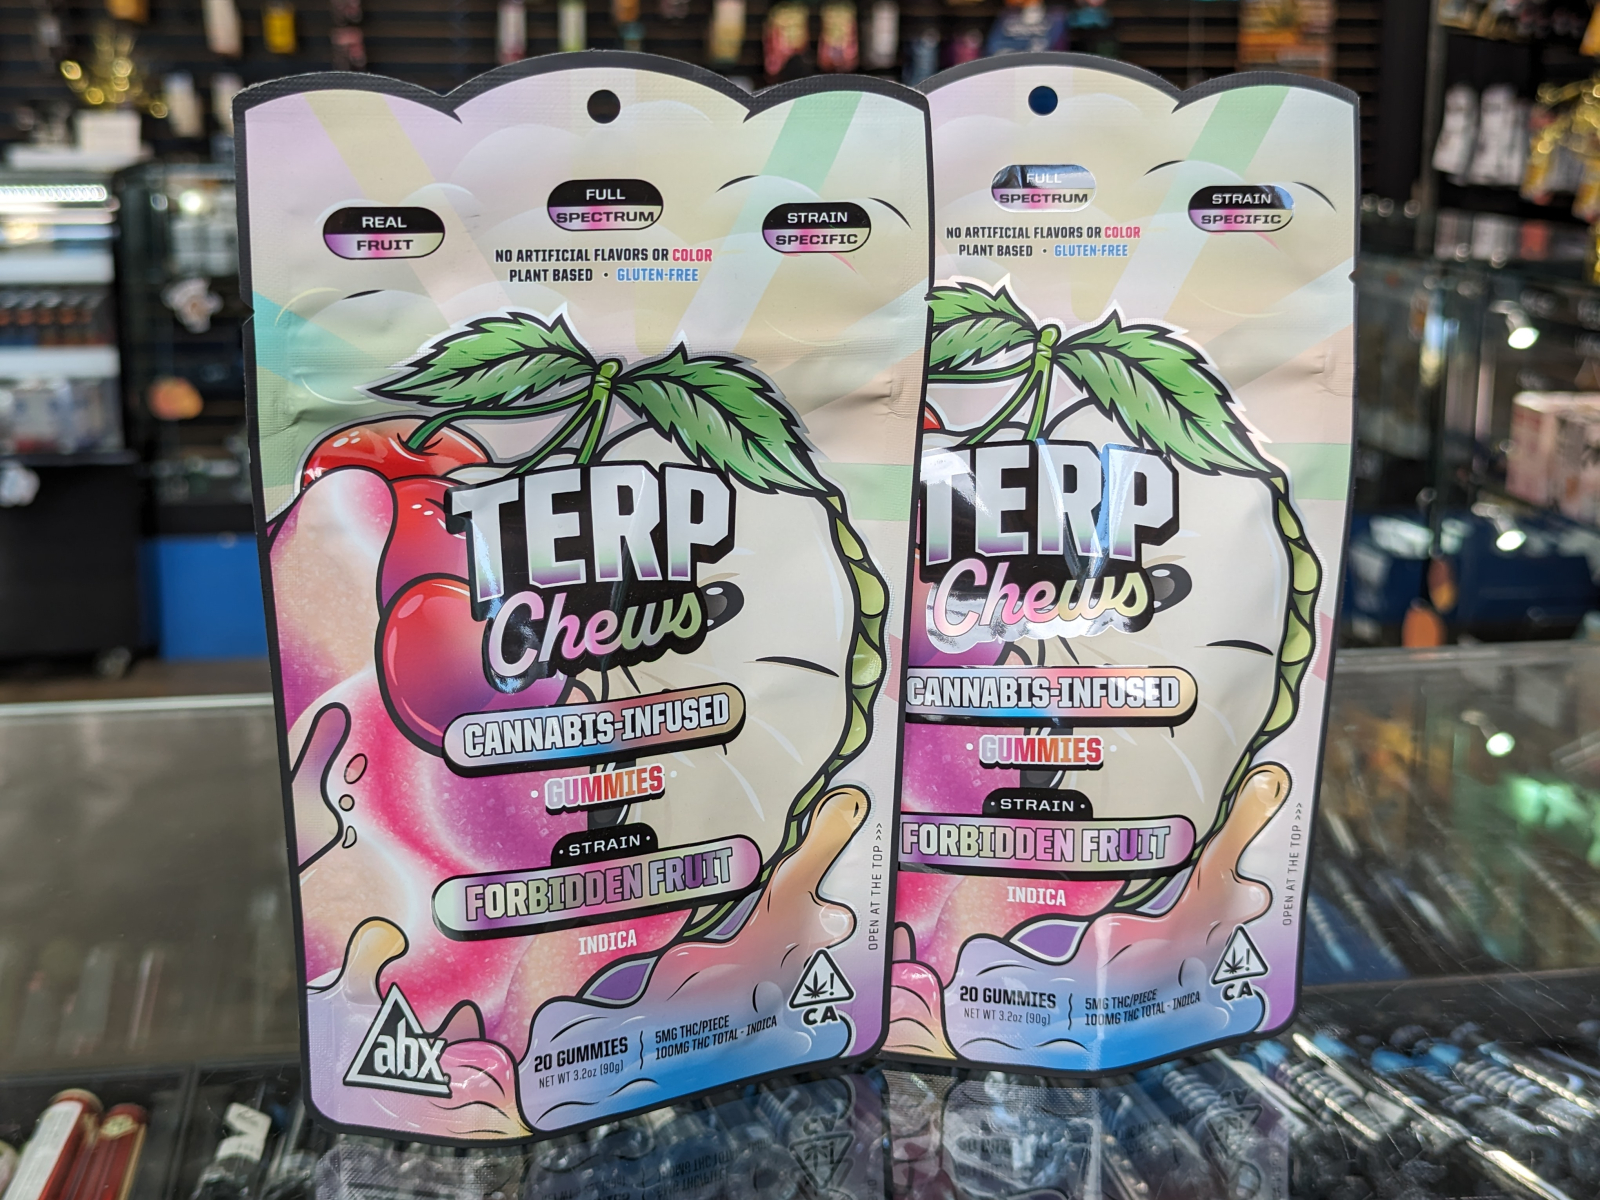 REAL
FRUIT
FULL
SPECTRUM
STRAIN
SPECIFIC
NO ARTIFICIAL FLAVORS OR COLOR
PLANT BASED • GLUTEN-FREE
TERP
Chews
CANNABIS-INFUSED
• GUMMIES •
• STRAIN •
FORBIDDEN FRUIT
INDICA
OPEN AT THE TOP >>>
abx
20 GUMMIES
NET WT 3.2oz (90g)
5MG THC/PIECE
100MG THC TOTAL - INDICA
!
CA
FULL
SPECTRUM
STRAIN
SPECIFIC
NO ARTIFICIAL FLAVORS OR COLOR
PLANT BASED • GLUTEN-FREE
TERP
Chews
CANNABIS-INFUSED
• GUMMIES •
• STRAIN •
FORBIDDEN FRUIT
INDICA
OPEN AT THE TOP >>>
20 GUMMIES
NET WT 3.2oz (90g)
5MG THC/PIECE
100MG THC TOTAL - INDICA
!
CA